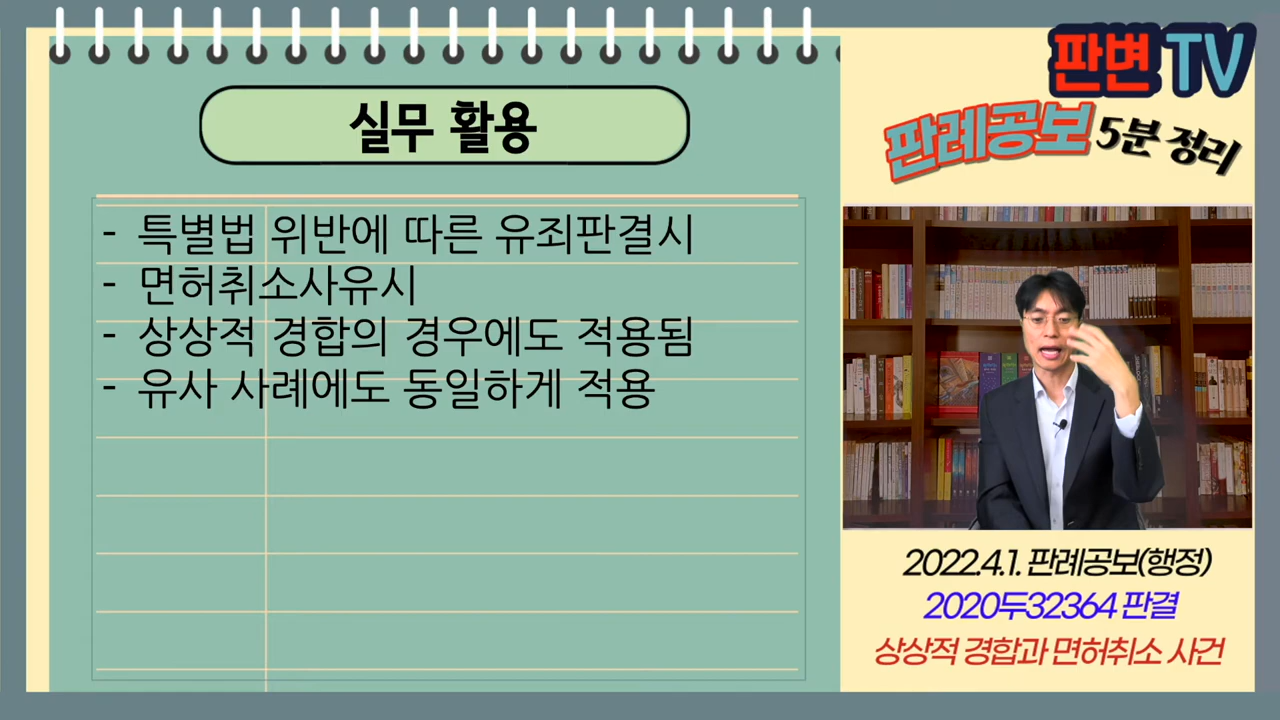 실무 활용
- 특별법 위반에 따른 유죄판결시
- 면허취소사유시
- 상상적 경합의 경우에도 적용됨
- 유사 사례에도 동일하게 적용
판변 TV
판례공보 5분 정리
2022.4.1. 판례공보(행정)
2020두32364 판결
상상적 경합과 면허취소 사건